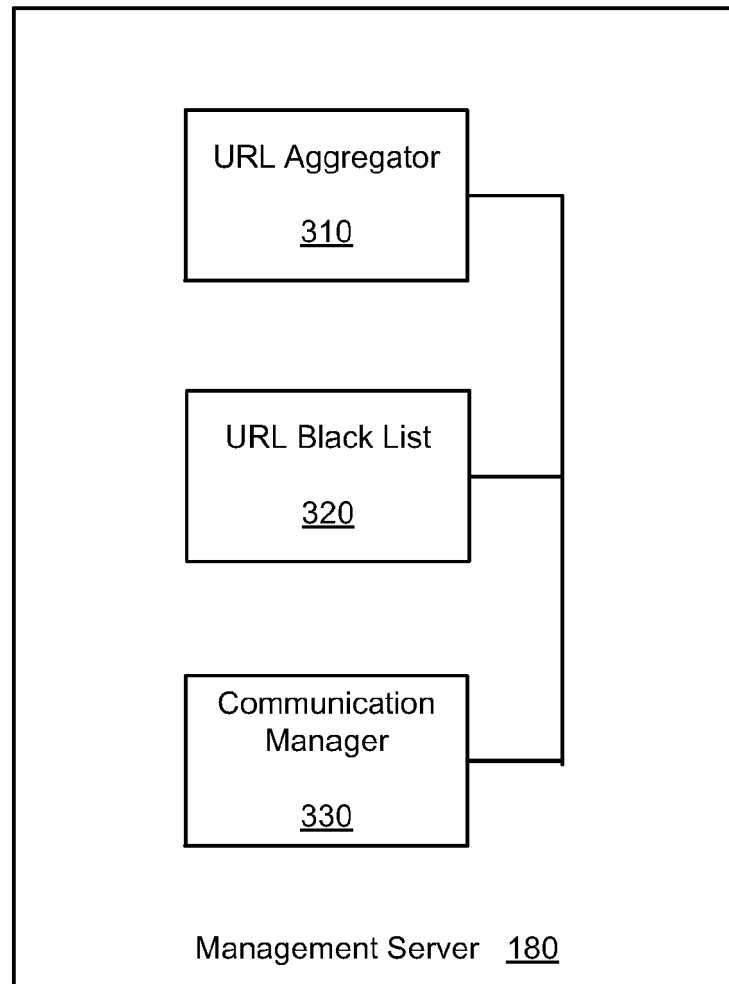 URL Aggregator
310
URL Black List
320
Communication
Manager
330
Management Server 180